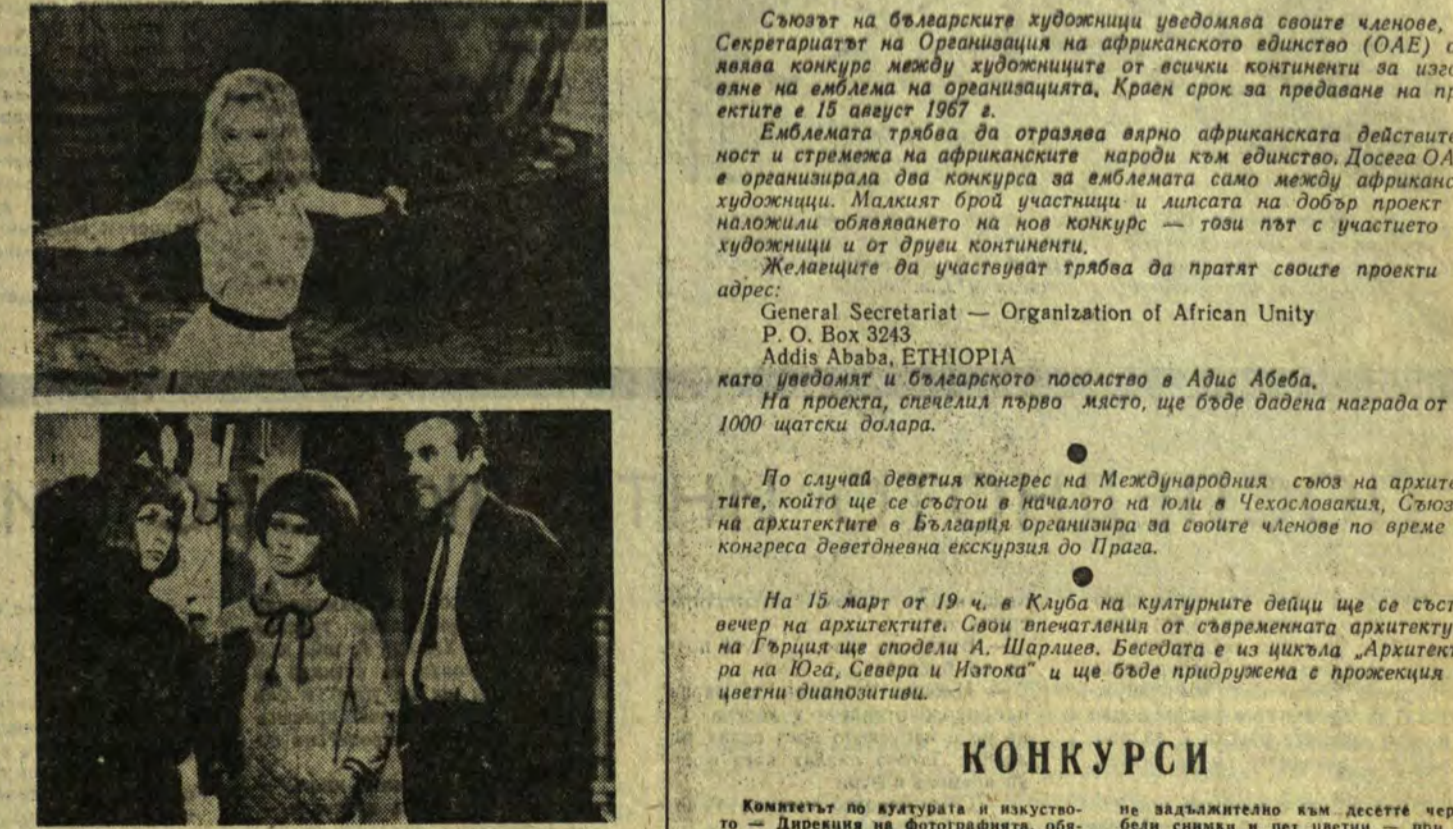 Съюзът на българските художници уведомява своите членове,
Секретариатът на Организация на африканското единство (ОАЕ) о
явява конкурс между художниците от всички континенти за изго
вяне на емблема на организацията. Краен срок за предаване на пр
ектите е 15 август 1967 г.
Емблемата трябва да отразява вярно африканската действите
ност и стремежа на африканските народи към единство. Досега ОА
е организирала два конкурса за емблемата само между африканс
художници. Малкият брой участници и липсата на добър проект
наложили обявяването на нов конкурс — този път с участието
художници и от други континенти.
Желаещите да участвуват трябва да пратят своите проекти
адрес:
General Secretariat — Organization of African Unity
P. O. Box 3243
Addis Ababa, ETHIOPIA
като уведомят и българското посолство в Адис Абеба.
На проекта, спечелил първо място, ще бъде дадена награда от
1000 щатски долара.
По случай деветия конгрес на Международния съюз на архите
тите, който ще се състои в началото на юли в Чехословакия, Съюз
на архитектите в България организира за своите членове по време
конгреса деветдневна екскурзия до Прага.
На 15 март от 19 ч. в Клуба на културните дейци ще се съст
вечер на архитектите. Свои впечатления от съвременната архитекту
на Гърция ще сподели А. Шарлиев. Беседата е из цикъла „Архитект
ра на Юга, Севера и Изтока" и ще бъде придружена с прожекция
цветни диапозитиви.
КОНКУРСИ
Комитетът по културата и изкуство-
то — Дирекция на фотографията, обя-
не задължително към десетте чер
бели снимки и пет цветни